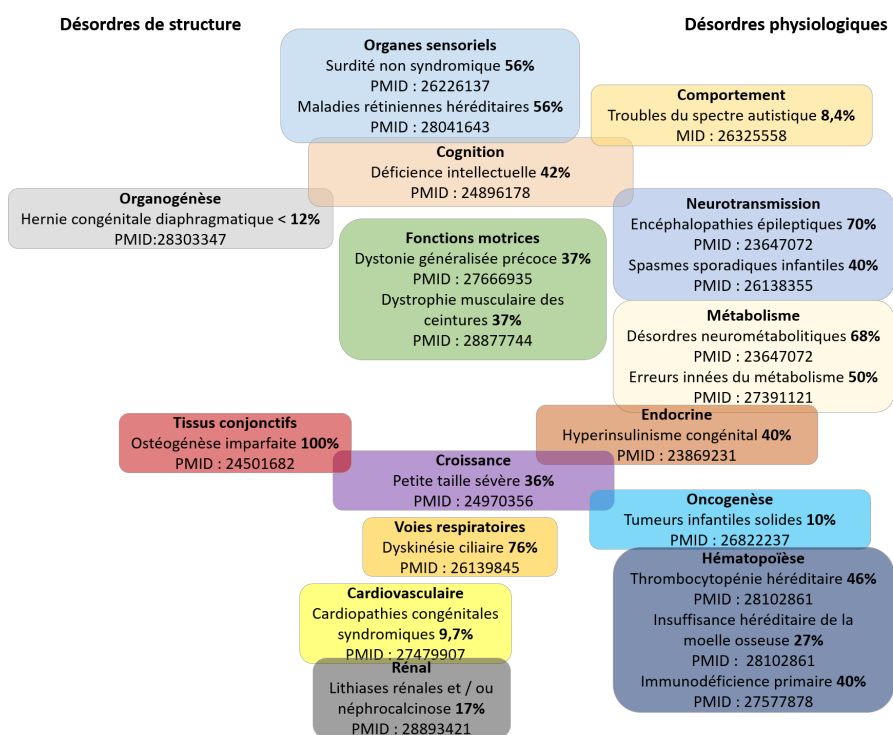 Désordres de structure
Désordres physiologiques
Organes sensoriels
Surdité non syndromique 56%
PMID : 26226137
Maladies rétiniennes héréditaires 56%
PMID : 28041643
Comportement
Troubles du spectre autistique 8,4%
MID : 26325558
Cognition
Déficience intellectuelle 42%
PMID : 24896178
Organogénèse
Hernie congénitale diaphragmatique < 12%
PMID:28303347
Neurotransmission
Encéphalopathies épileptiques 70%
PMID : 23647072
Spasmes sporadiques infantiles 40%
PMID : 26138355
Fonctions motrices
Dystonie généralisée précoce 37%
PMID : 27666935
Dystrophie musculaire des
ceintures 37%
PMID : 28877744
Métabolisme
Désordres neurométabolitiques 68%
PMID : 23647072
Erreurs innées du métabolisme 50%
PMID : 27391121
Tissus conjonctifs
Ostéogénèse imparfaite 100%
PMID : 24501682
Endocrine
Hyperinsulinisme congénital 40%
PMID : 23869231
Croissance
Petite taille sévère 36%
PMID : 24970356
Oncogenèse
Tumeurs infantiles solides 10%
PMID : 26822237
Voies respiratoires
Dyskinésie ciliaire 76%
PMID : 26139845
Hématopoïèse
Thrombocytopénie héréditaire 46%
PMID : 28102861
Insuffisance héréditaire de la
moelle osseuse 27%
PMID :  28102861
Immunodéficience primaire 40%
PMID : 27577878
Cardiovasculaire
Cardiopathies congénitales
syndromiques 9,7%
PMID : 27479907
Rénal
Lithiases rénales et / ou
néphrocalcinose 17%
PMID : 28893421